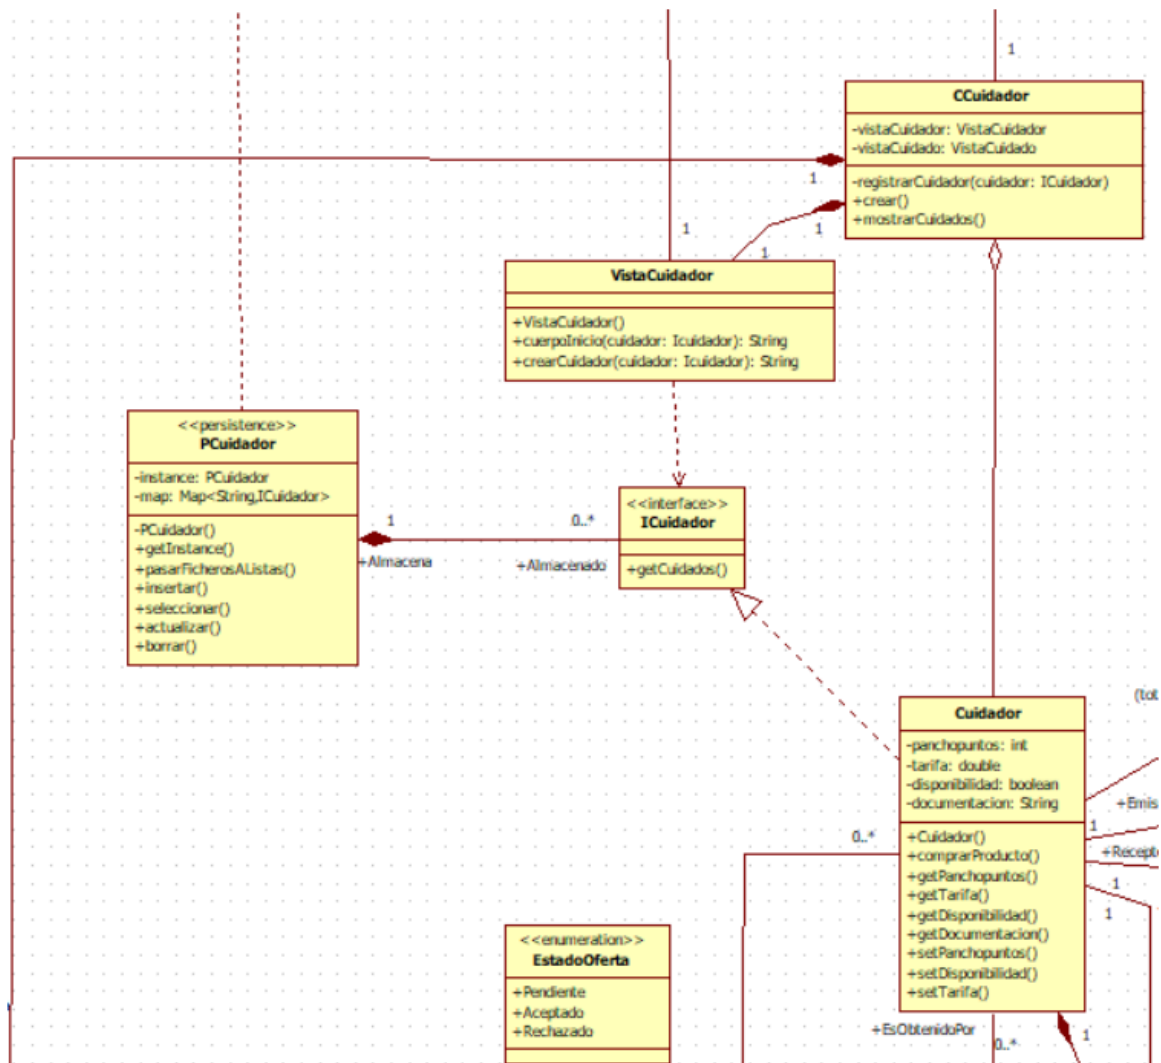 1
CCuidador
-vistaCuidador: VistaCuidador
-vistaCuidado: VistaCuidado
-registrarCuidador(cuidador: ICuidador)
+crear()
+mostrarCuidados()
1
1
1
1
VistaCuidador
+VistaCuidador()
+cuerpoInicio(cuidador: Icuidador): String
+crearCuidador(cuidador: Icuidador): String
<<persistence>>
PCuidador
-instance: PCuidador
-map: Map<String,ICuidador>
-PCuidador()
+getInstance()
+pasarFicherosAListas()
+insertar()
+seleccionar()
+actualizar()
+borrar()
1
+Almacena
0..*
+Almacenado
<<interface>>
ICuidador
+getCuidados()
(tot
Cuidador
-panchopuntos: int
-tarifa: double
-disponibilidad: boolean
-documentacion: String
+Cuidador()
+comprarProducto()
+getPanchopuntos()
+getTarifa()
+getDisponibilidad()
+getDocumentacion()
+setPanchopuntos()
+setDisponibilidad()
+setTarifa()
+Emis
1
+Recept
1
1
0..*
<<enumeration>>
EstadoOferta
+Pendiente
+Aceptado
+Rechazado
+EsObtenidoPor
0..*
1